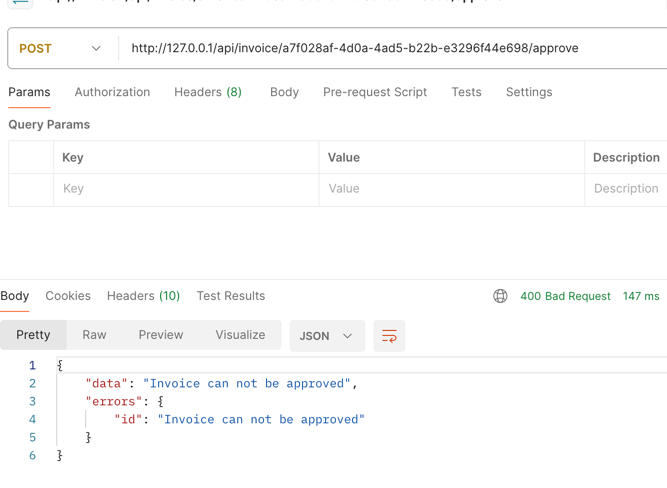 POST http://127.0.0.1/api/invoice/a7f028af-4d0a-4ad5-b22b-e3296f44e698/approve
Params Authorization Headers (8) Body Pre-request Script Tests Settings
Query Params
Key Value Description
Key Value Description
Body Cookies Headers (10) Test Results 400 Bad Request 147 ms
Pretty Raw Preview Visualize JSON
1 {
2 "data": "Invoice can not be approved",
3 "errors": {
4 "id": "Invoice can not be approved"
5 }
6 }